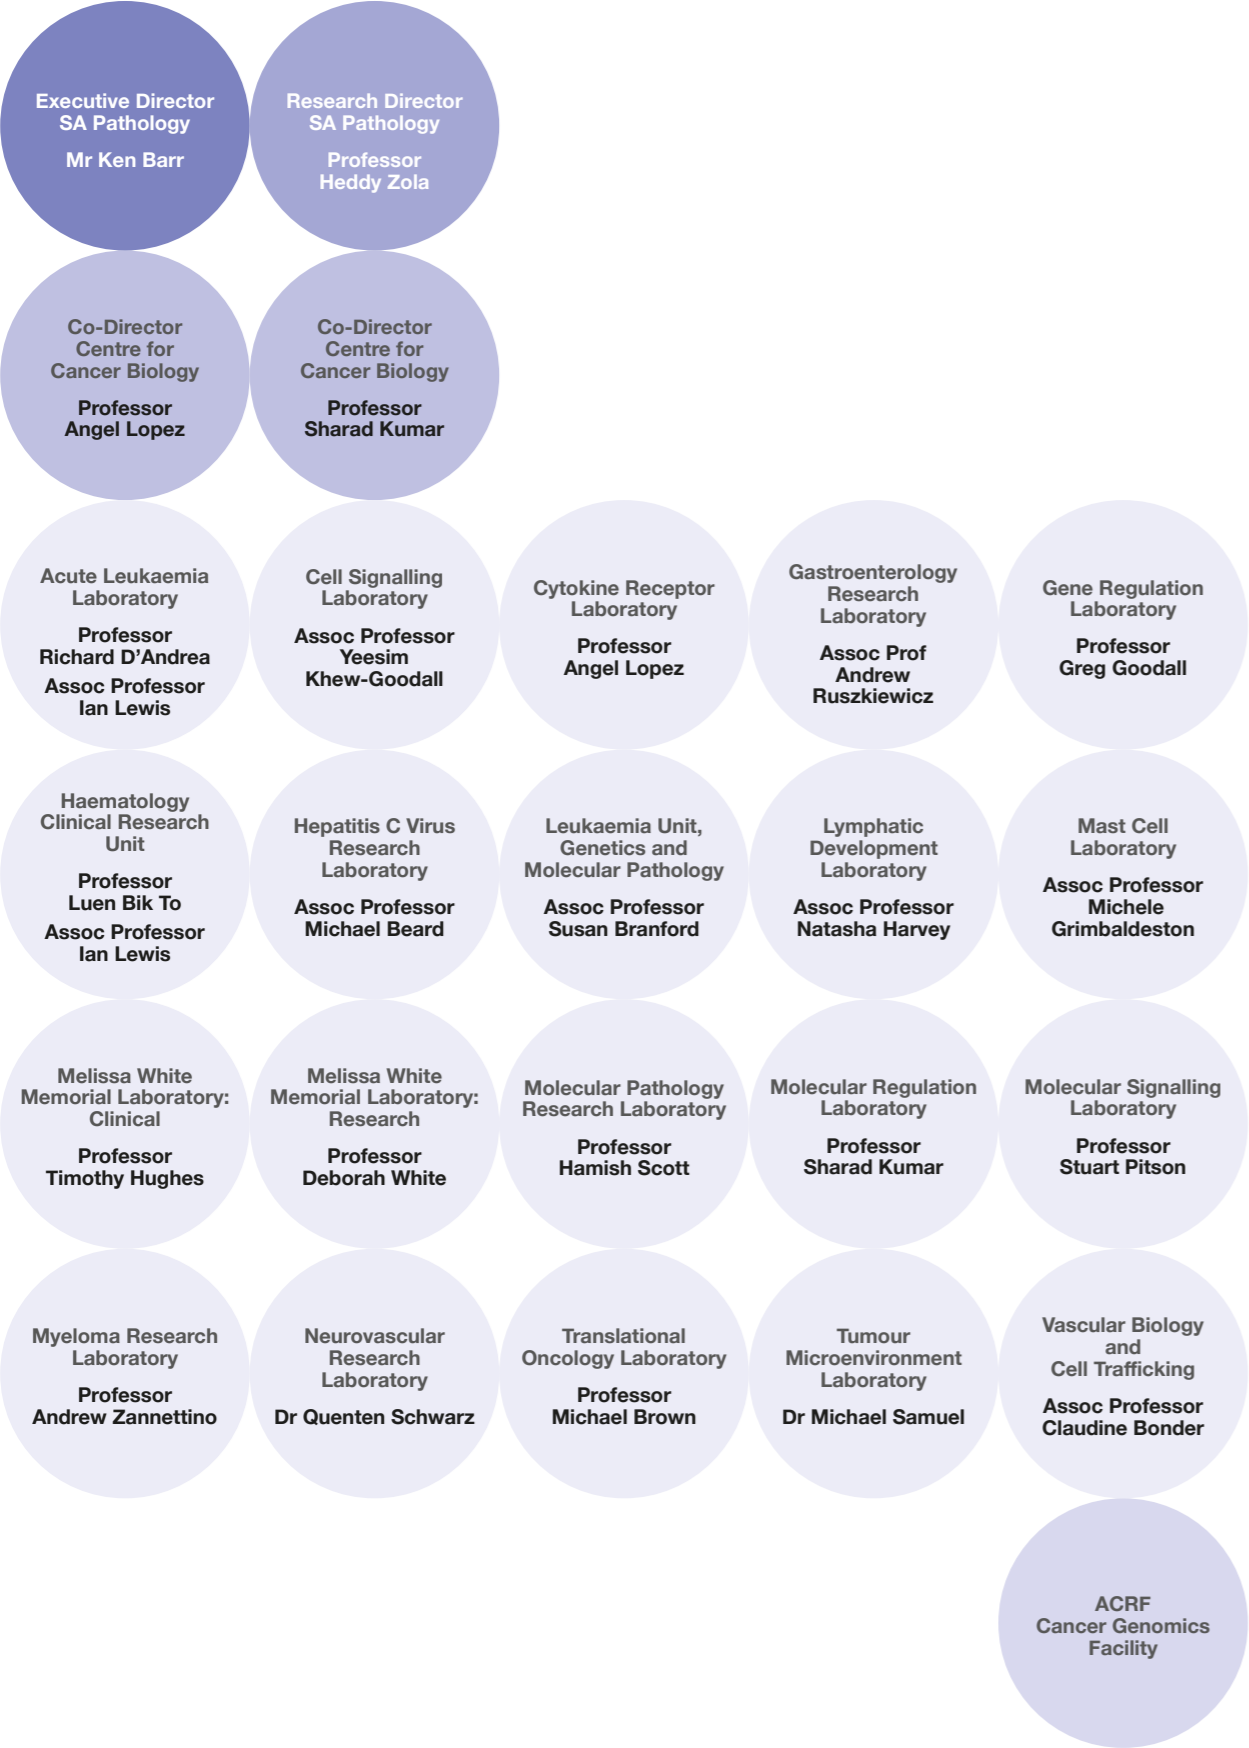 Executive Director
SA Pathology
Mr Ken Barr
Research Director
SA Pathology
Professor
Heddy Zola
Co-Director
Centre for
Cancer Biology
Professor
Angel Lopez
Co-Director
Centre for
Cancer Biology
Professor
Sharad Kumar
Acute Leukaemia
Laboratory
Professor
Richard D’Andrea
Assoc Professor
Ian Lewis
Cell Signalling
Laboratory
Assoc Professor
Yeesim
Khew-Goodall
Cytokine Receptor
Laboratory
Professor
Angel Lopez
Gastroenterology
Research
Laboratory
Assoc Prof
Andrew
Ruszkiewicz
Gene Regulation
Laboratory
Professor
Greg Goodall
Haematology
Clinical Research
Unit
Professor
Luen Bik To
Assoc Professor
Ian Lewis
Hepatitis C Virus
Research
Laboratory
Assoc Professor
Michael Beard
Leukaemia Unit,
Genetics and
Molecular Pathology
Assoc Professor
Susan Branford
Lymphatic
Development
Laboratory
Assoc Professor
Natasha Harvey
Mast Cell
Laboratory
Assoc Professor
Michele
Grimbaldeston
Melissa White
Memorial Laboratory:
Clinical
Professor
Timothy Hughes
Melissa White
Memorial Laboratory:
Research
Professor
Deborah White
Molecular Pathology
Research Laboratory
Professor
Hamish Scott
Molecular Regulation
Laboratory
Professor
Sharad Kumar
Molecular Signalling
Laboratory
Professor
Stuart Pitson
Myeloma Research
Laboratory
Professor
Andrew Zannettino
Neurovascular
Research
Laboratory
Dr Quenten Schwarz
Translational
Oncology Laboratory
Professor
Michael Brown
Tumour
Microenvironment
Laboratory
Dr Michael Samuel
Vascular Biology
and
Cell Trafficking
Assoc Professor
Claudine Bonder
ACRF
Cancer Genomics
Facility